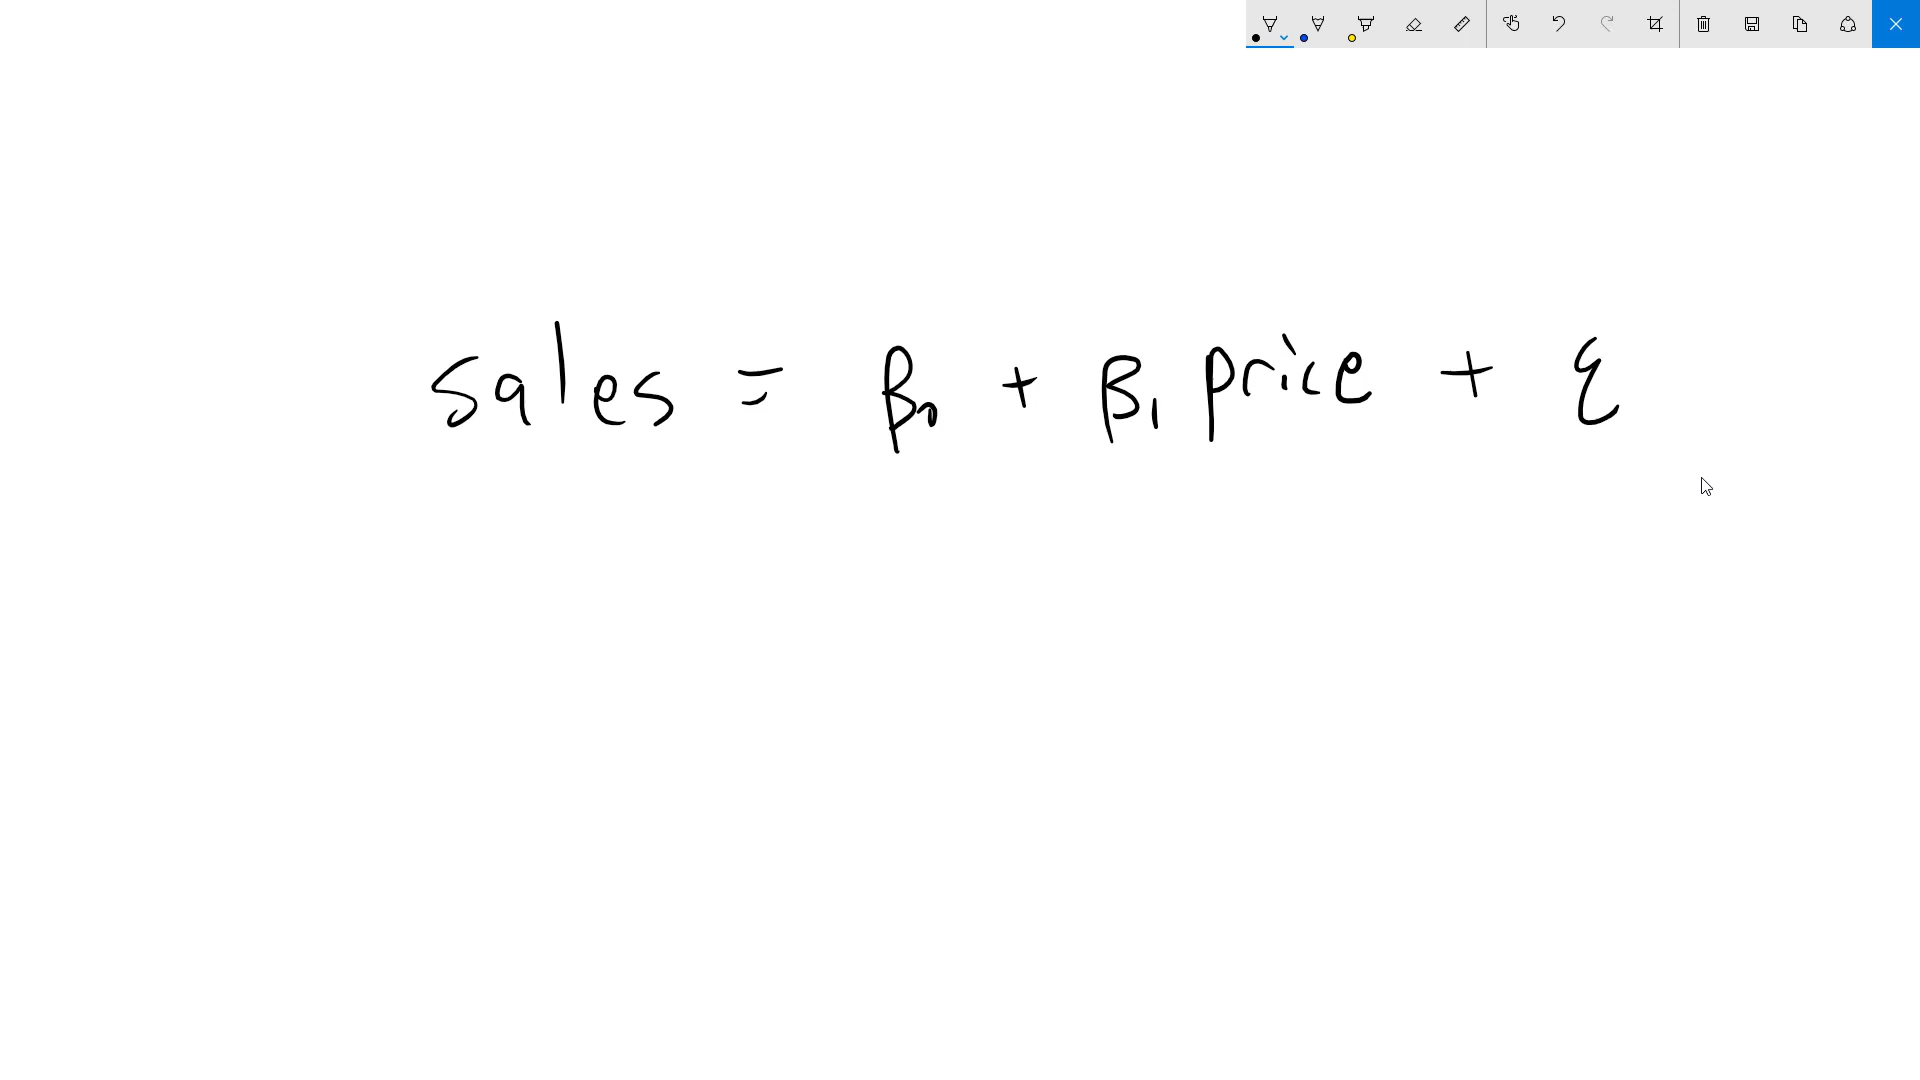 sales = β₀ + β₁ price + ε